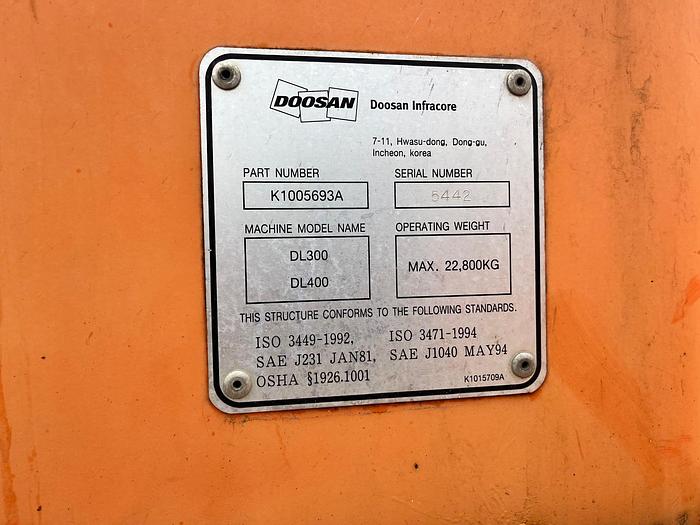 DOOSAN Doosan Infracore
7-11, Hwasu-dong, Dong-gu,
Incheon, korea
PART NUMBER SERIAL NUMBER
K1005693A 5442
MACHINE MODEL NAME OPERATING WEIGHT
DL300
DL400
MAX. 22,800KG
THIS STRUCTURE CONFORMS TO THE FOLLOWING STANDARDS.
ISO 3449-1992, ISO 3471-1994
SAE J231 JAN81, SAE J1040 MAY94
OSHA §1926.1001
K1015709A